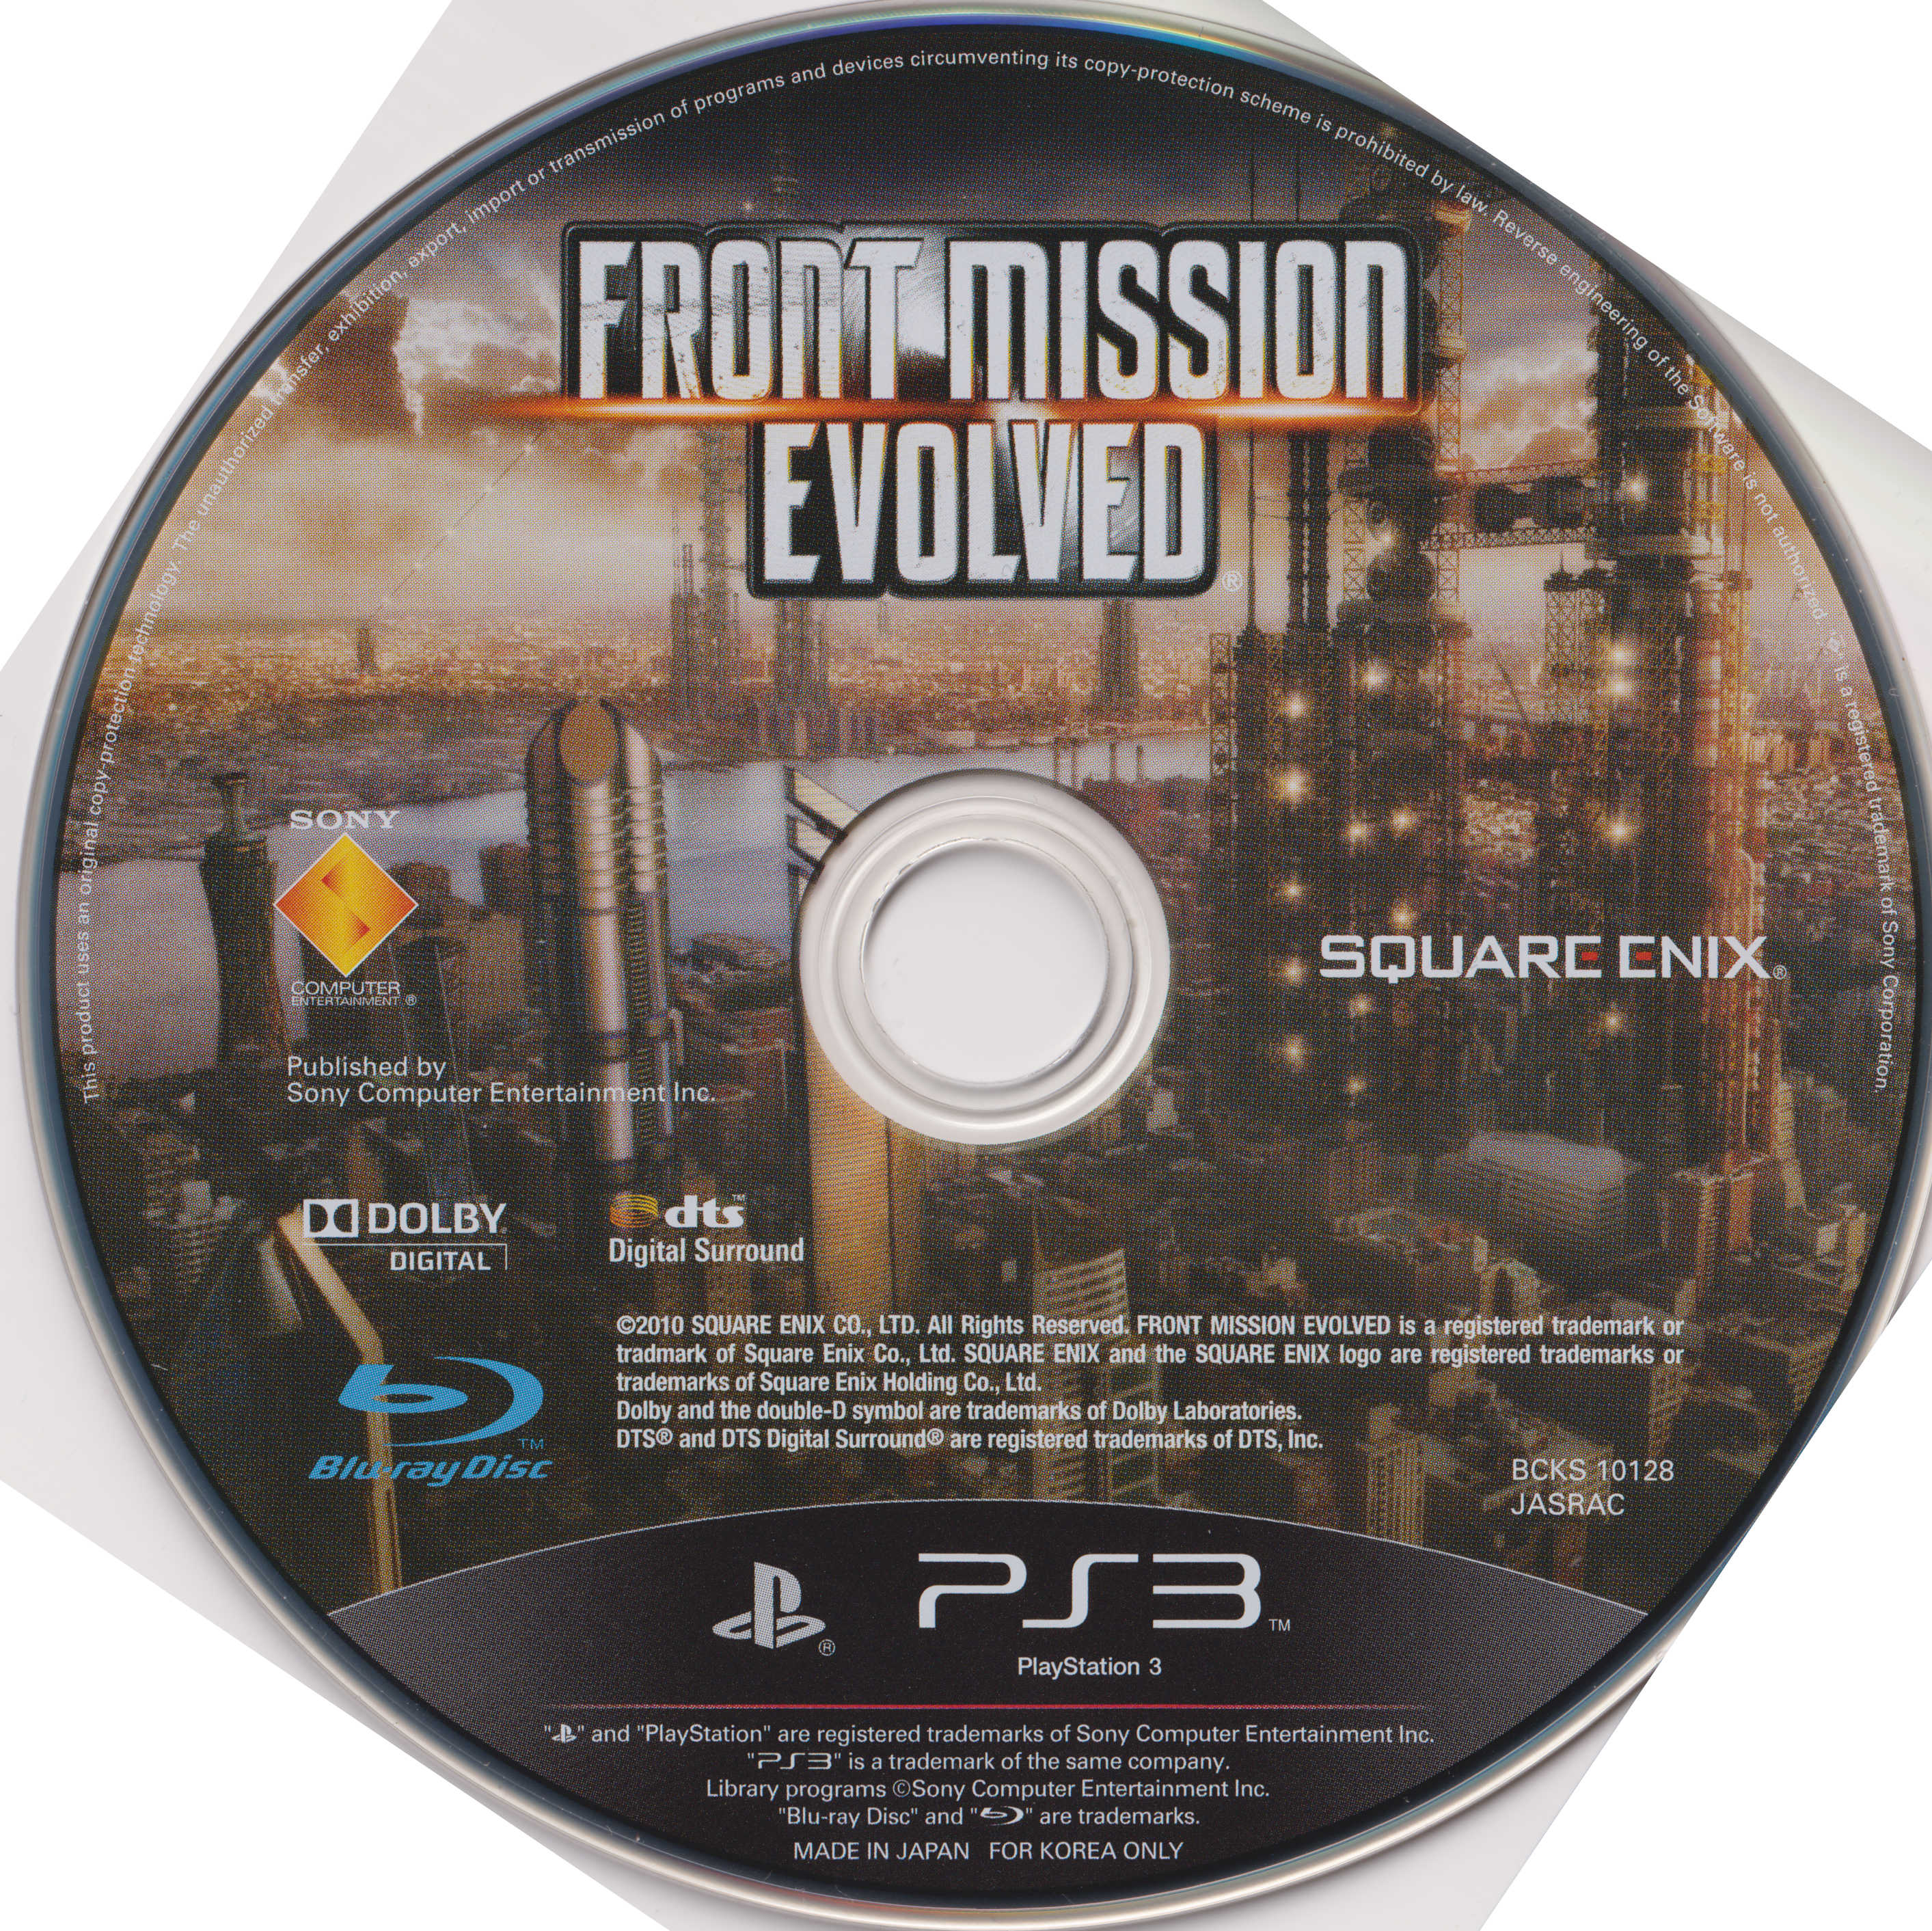 This product uses an original copy-protection technology. The unauthorized transfer, exhibition, export, import or transmission of programs and devices circumventing its copy-protection scheme is prohibited by law. Reverse engineering of the Software is not authorized. is a registered trademark of Sony Corporation.
FRONT MISSION
EVOLVED®
SONY
COMPUTER
ENTERTAINMENT ®
SQUARE ENIX®
Published by
Sony Computer Entertainment Inc.
DOLBY
DIGITAL
dts™
Digital Surround
©2010 SQUARE ENIX CO., LTD. All Rights Reserved. FRONT MISSION EVOLVED is a registered trademark or
tradmark of Square Enix Co., Ltd. SQUARE ENIX and the SQUARE ENIX logo are registered trademarks or
trademarks of Square Enix Holding Co., Ltd.
Dolby and the double-D symbol are trademarks of Dolby Laboratories.
DTS® and DTS Digital Surround® are registered trademarks of DTS, Inc.
Blu-ray Disc™
BCKS 10128
JASRAC
® PS3™
PlayStation 3
"" and "PlayStation" are registered trademarks of Sony Computer Entertainment Inc.
"PS3" is a trademark of the same company.
Library programs ©Sony Computer Entertainment Inc.
"Blu-ray Disc" and "" are trademarks.
MADE IN JAPAN FOR KOREA ONLY